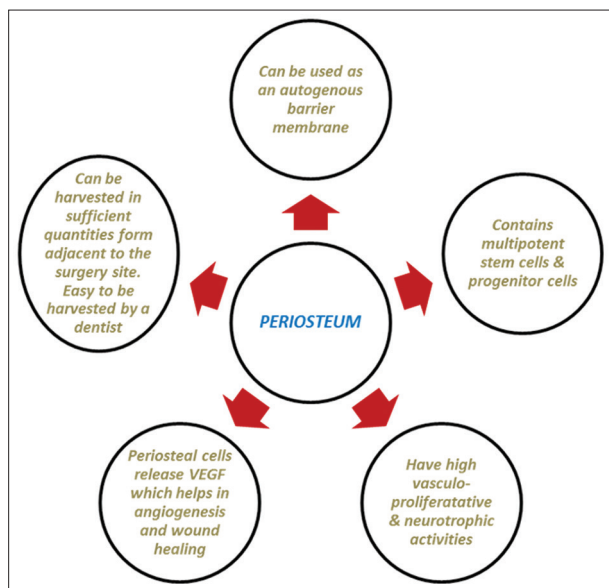 Can be used as
an autogenous
barrier
membrane
Can be
harvested in
sufficient
quantities form
adjacent to the
surgery site.
Easy to be
harvested by a
dentist
Contains
multipotent
stem cells &
progenitor cells
PERIOSTEUM
Periosteal cells
release VEGF
which helps in
angiogenesis
and wound
healing
Have high
vasculo-
proliferatative
& neurotrophic
activities